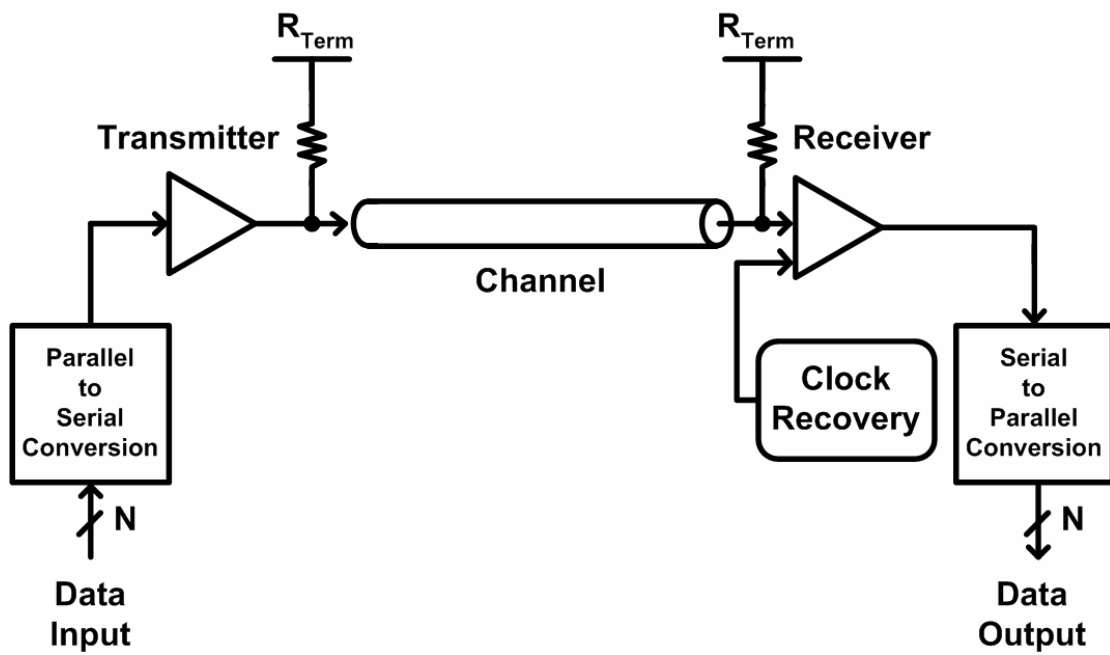 R_Term
R_Term
Transmitter
Receiver
Channel
Parallel
to
Serial
Conversion
Clock
Recovery
Serial
to
Parallel
Conversion
N
N
Data
Input
Data
Output